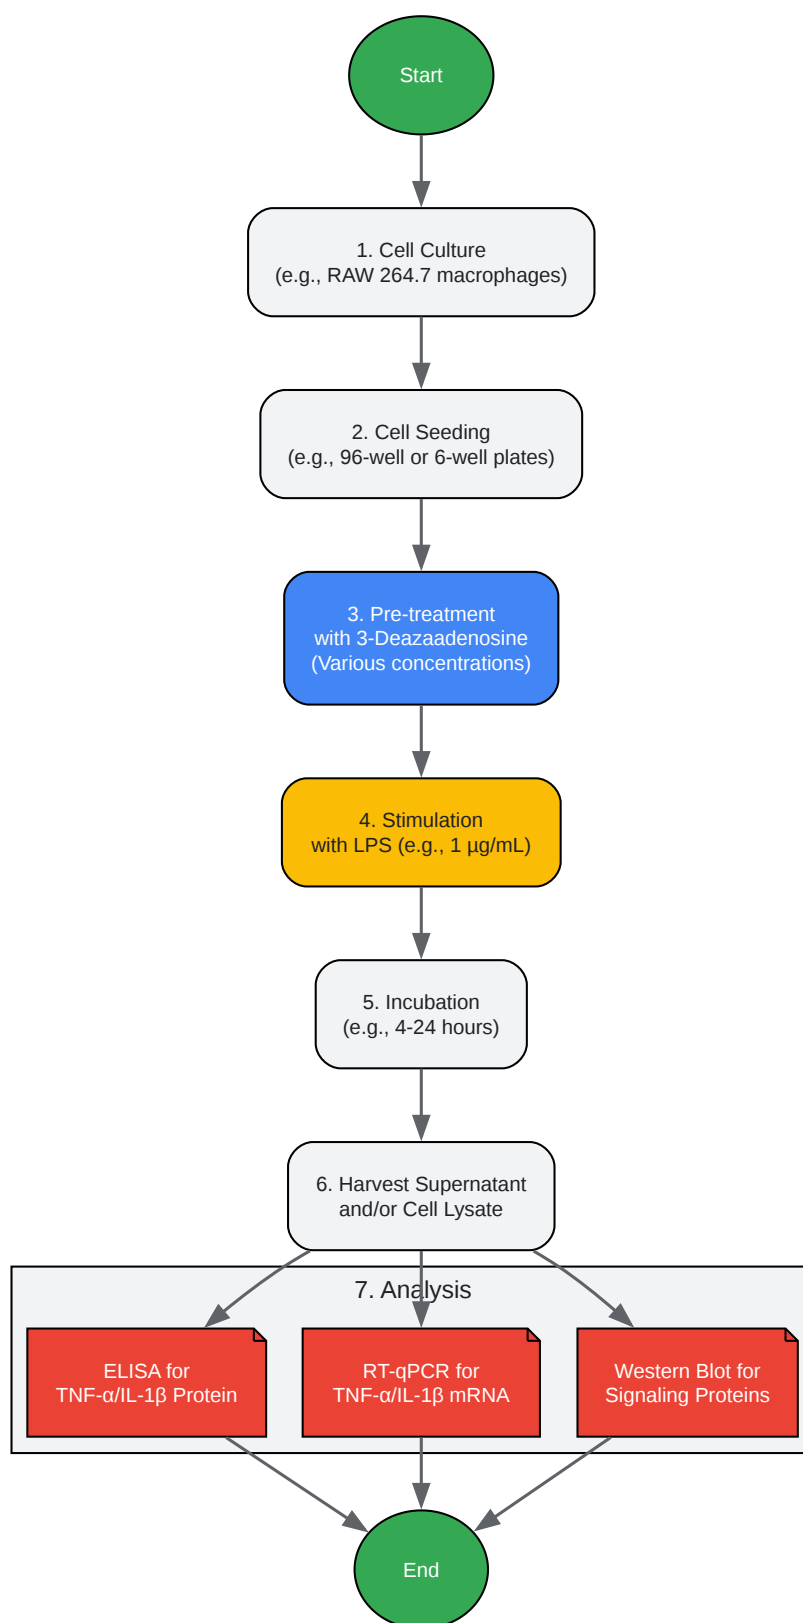 Start
1. Cell Culture
(e.g., RAW 264.7 macrophages)
2. Cell Seeding
(e.g., 96-well or 6-well plates)
3. Pre-treatment
with 3-Deazaadenosine
(Various concentrations)
4. Stimulation
with LPS (e.g., 1 µg/mL)
5. Incubation
(e.g., 4-24 hours)
6. Harvest Supernatant
and/or Cell Lysate
7. Analysis
ELISA for
TNF-α/IL-1β Protein
RT-qPCR for
TNF-α/IL-1β mRNA
Western Blot for
Signaling Proteins
End